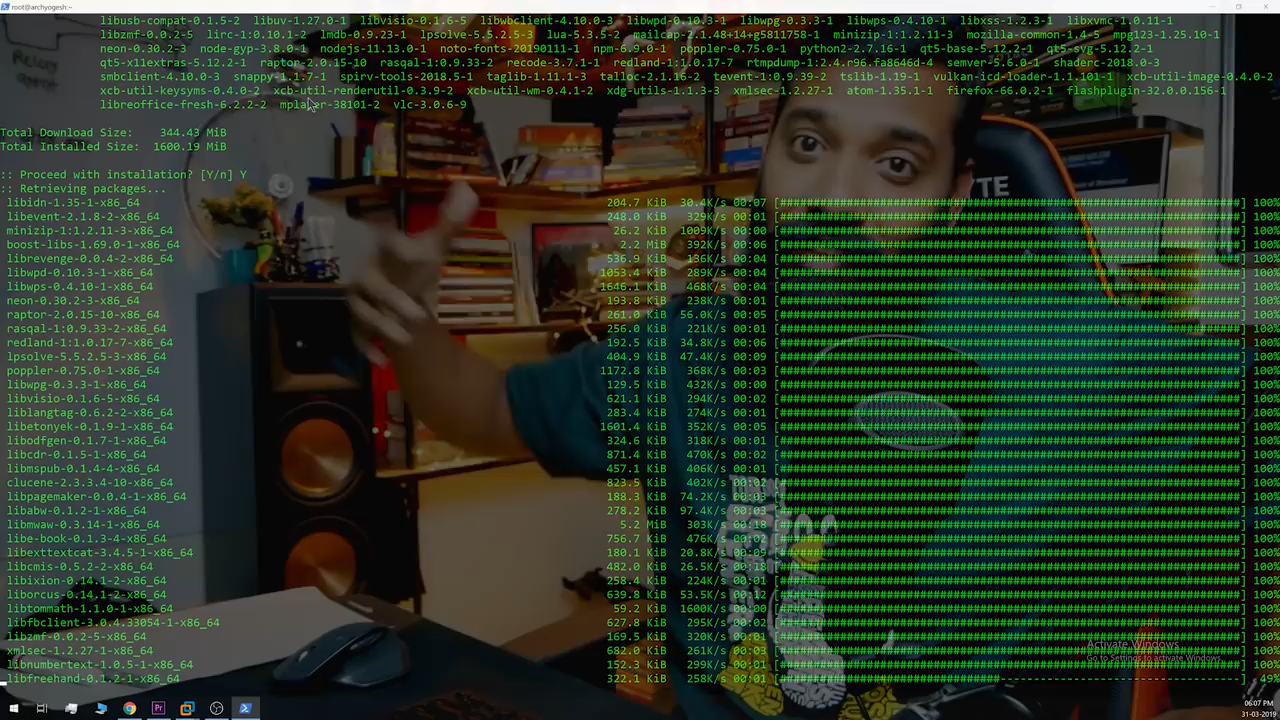 root@archyogesh:~
libusb-compat-0.1.5-2 libuv-1.27.0-1 libvisio-0.1.6-5 libwbclient-4.10.0-3 libwpd-0.10.3-1 libwpg-0.3.3-1 libwps-0.4.10-1 libxss-1.2.3-1 libxvmc-1.0.11-1
libzmf-0.0.2-5 lirc-1:0.10.1-2 lmdb-0.9.23-1 lpsolve-5.5.2.5-3 lua-5.3.5-2 mailcap-2.1.48+14+g5811758-1 minizip-1:1.2.11-3 mozilla-common-1.4-5 mpg123-1.25.10-1
neon-0.30.2-3 node-gyp-3.8.0-1 nodejs-11.13.0-1 noto-fonts-20190111-1 npm-6.9.0-1 poppler-0.75.0-1 python2-2.7.16-1 qt5-base-5.12.2-1 qt5-svg-5.12.2-1
qt5-x11extras-5.12.2-1 raptor-2.0.15-10 rasqal-1:0.9.33-2 recode-3.7.1-1 redland-1:1.0.17-7 rtmpdump-1:2.4.r96.fa8646d-4 semver-5.6.0-1 shaderc-2018.0-3
smbclient-4.10.0-3 snappy-1.1.7-1 spirv-tools-2018.5-1 taglib-1.11.1-3 talloc-2.1.16-2 tevent-1:0.9.39-2 tslib-1.19-1 vulkan-icd-loader-1.1.101-1 xcb-util-image-0.4.0-2
xcb-util-keysyms-0.4.0-2 xcb-util-renderutil-0.3.9-2 xcb-util-wm-0.4.1-2 xdg-utils-1.1.3-3 xmlsec-1.2.27-1 atom-1.35.1-1 firefox-66.0.2-1 flashplugin-32.0.0.156-1
libreoffice-fresh-6.2.2-2 mplayer-38101-2 vlc-3.0.6-9
Total Download Size: 344.43 MiB
Total Installed Size: 1600.19 MiB
:: Proceed with installation? [Y/n] Y
:: Retrieving packages...
libidn-1.35-1-x86_64 204.7 KiB 30.4K/s 00:07 100%
libevent-2.1.8-2-x86_64 248.0 KiB 329K/s 00:01 100%
minizip-1:1.2.11-3-x86_64 26.2 KiB 1009K/s 00:00 100%
boost-libs-1.69.0-1-x86_64 2.2 MiB 392K/s 00:06 100%
librevenge-0.0.4-2-x86_64 536.9 KiB 136K/s 00:04 100%
libwpd-0.10.3-1-x86_64 1053.4 KiB 289K/s 00:04 100%
libwps-0.4.10-1-x86_64 1646.1 KiB 468K/s 00:04 100%
neon-0.30.2-3-x86_64 193.8 KiB 238K/s 00:01 100%
raptor-2.0.15-10-x86_64 261.0 KiB 56.0K/s 00:05 100%
rasqal-1:0.9.33-2-x86_64 256.0 KiB 221K/s 00:01 100%
redland-1:1.0.17-7-x86_64 192.5 KiB 34.8K/s 00:06 100%
lpsolve-5.5.2.5-3-x86_64 404.9 KiB 47.4K/s 00:09 100%
poppler-0.75.0-1-x86_64 1172.8 KiB 368K/s 00:03 100%
libwpg-0.3.3-1-x86_64 129.5 KiB 432K/s 00:00 100%
libvisio-0.1.6-5-x86_64 621.1 KiB 294K/s 00:02 100%
liblangtag-0.6.2-2-x86_64 283.4 KiB 274K/s 00:01 100%
libetonyek-0.1.9-1-x86_64 1601.4 KiB 352K/s 00:05 100%
libodfgen-0.1.7-1-x86_64 324.6 KiB 318K/s 00:01 100%
libcdr-0.1.5-1-x86_64 871.4 KiB 470K/s 00:02 100%
libmspub-0.1.4-4-x86_64 457.1 KiB 406K/s 00:01 100%
clucene-2.3.3.4-10-x86_64 823.5 KiB 402K/s 00:02 100%
libpagemaker-0.0.4-1-x86_64 188.3 KiB 74.2K/s 00:03 100%
libabw-0.1.2-1-x86_64 278.2 KiB 97.4K/s 00:03 100%
libmwaw-0.3.14-1-x86_64 5.2 MiB 303K/s 00:18 100%
libe-book-0.1.3-4-x86_64 756.7 KiB 476K/s 00:02 100%
libexttextcat-3.4.5-1-x86_64 180.1 KiB 20.8K/s 00:09 100%
libcmis-0.5.2-2-x86_64 482.0 KiB 26.5K/s 00:18 100%
libixion-0.14.1-2-x86_64 258.4 KiB 224K/s 00:01 100%
liborcus-0.14.1-2-x86_64 639.8 KiB 53.5K/s 00:12 100%
libtommath-1.1.0-1-x86_64 59.2 KiB 1600K/s 00:00 100%
libfbclient-3.0.4.33054-1-x86_64 627.8 KiB 295K/s 00:02 100%
libzmf-0.0.2-5-x86_64 169.5 KiB 320K/s 00:01 100%
xmlsec-1.2.27-1-x86_64 682.0 KiB 261K/s 00:03 100%
libnumbertext-1.0.5-1-x86_64 152.3 KiB 299K/s 00:01 100%
libfreehand-0.1.2-1-x86_64 322.1 KiB 258K/s 00:01 49%
Activate Windows
Go to Settings to activate Windows.
06:07 PM
31-03-2019